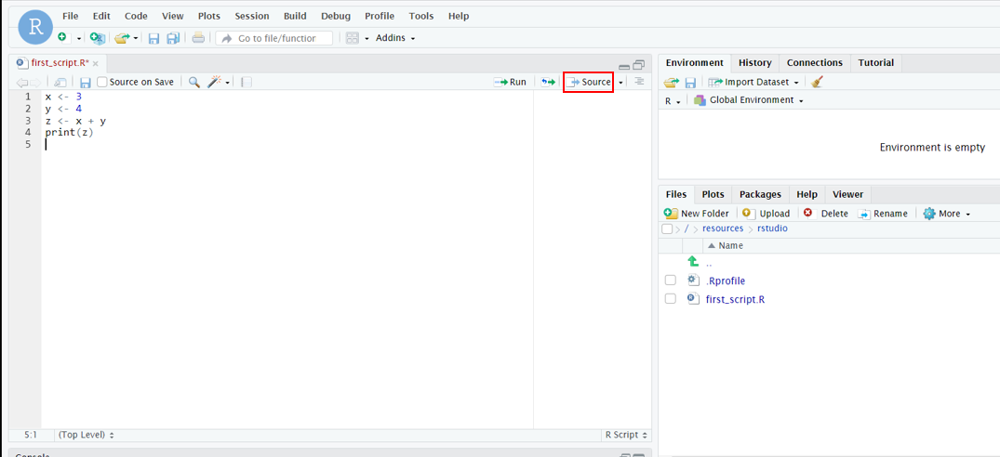 R
File Edit Code View Plots Session Build Debug Profile Tools Help
Go to file/function
Addins
first_script.R*
Source on Save
Run
Source
1 x <- 3
2 y <- 4
3 z <- x + y
4 print(z)
5
5:1 (Top Level) R Script
Console
Environment History Connections Tutorial
Import Dataset
R Global Environment
Environment is empty
Files Plots Packages Help Viewer
New Folder Upload Delete Rename More
/ resources rstudio
Name
..
.Rprofile
first_script.R